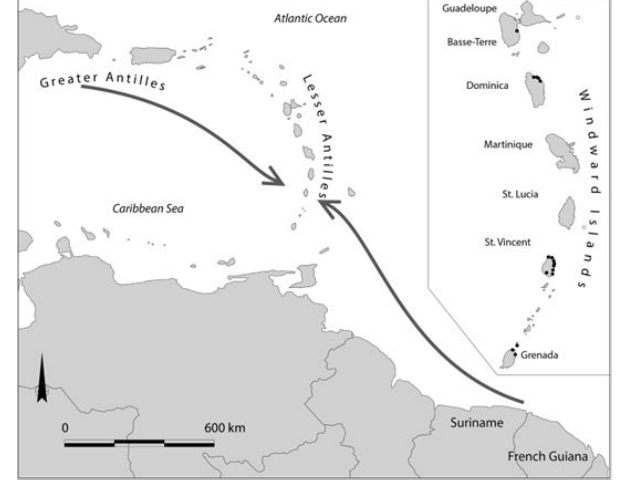 Atlantic Ocean
Greater Antilles
Lesser Antilles
Caribbean Sea
0 600 km
Suriname
French Guiana
Guadeloupe
Basse-Terre
Dominica
Martinique
St. Lucia
St. Vincent
Grenada
Windward Islands